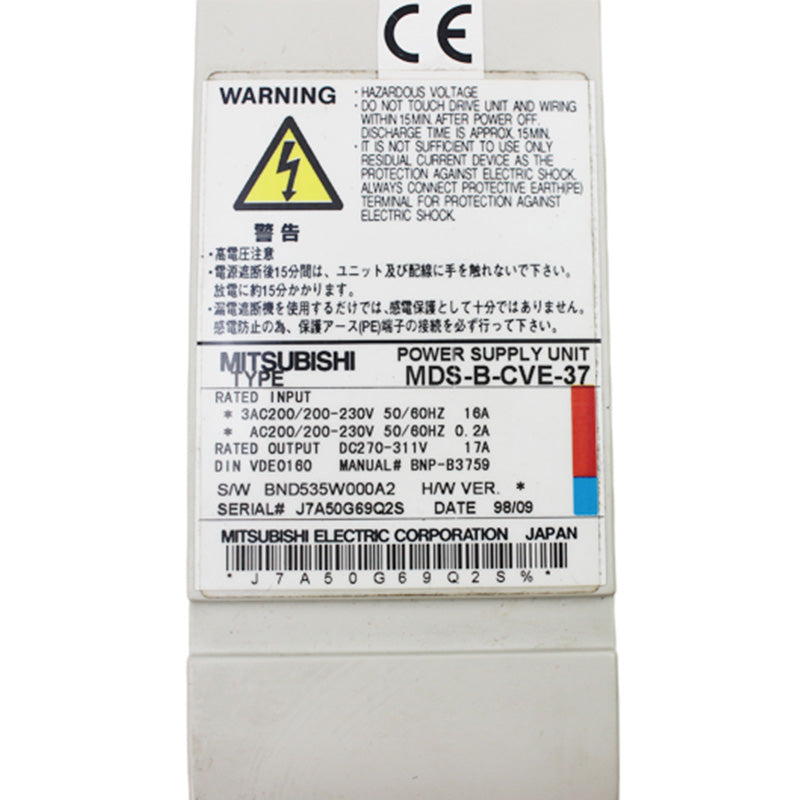 CE
WARNING
・HAZARDOUS VOLTAGE
・DO NOT TOUCH DRIVE UNIT AND WIRING
WITHIN 15MIN. AFTER POWER OFF.
DISCHARGE TIME IS APPROX. 15MIN.
・IT IS NOT SUFFICIENT TO USE ONLY
RESIDUAL CURRENT DEVICE AS THE
PROTECTION AGAINST ELECTRIC SHOCK.
ALWAYS CONNECT PROTECTIVE EARTH(PE)
TERMINAL FOR PROTECTION AGAINST
ELECTRIC SHOCK.
警告
・高電圧注意
・電源遮断後15分間は、ユニット及び配線に手を触れないで下さい。
放電に約15分かかります。
・漏電遮断機を使用するだけでは、感電保護として十分ではありません。
感電防止の為、保護アース(PE)端子の接続を必ず行って下さい。
MITSUBISHI POWER SUPPLY UNIT
TYPE MDS-B-CVE-37
RATED INPUT
* 3AC200/200-230V 50/60HZ 16A
* AC200/200-230V 50/60HZ 0.2A
RATED OUTPUT DC270-311V 17A
DIN VDE0160 MANUAL# BNP-B3759
S/W BND535W000A2 H/W VER. *
SERIAL# J7A50G69Q2S DATE 98/09
MITSUBISHI ELECTRIC CORPORATION JAPAN
* J 7 A 5 0 G 6 9 Q 2 S % *